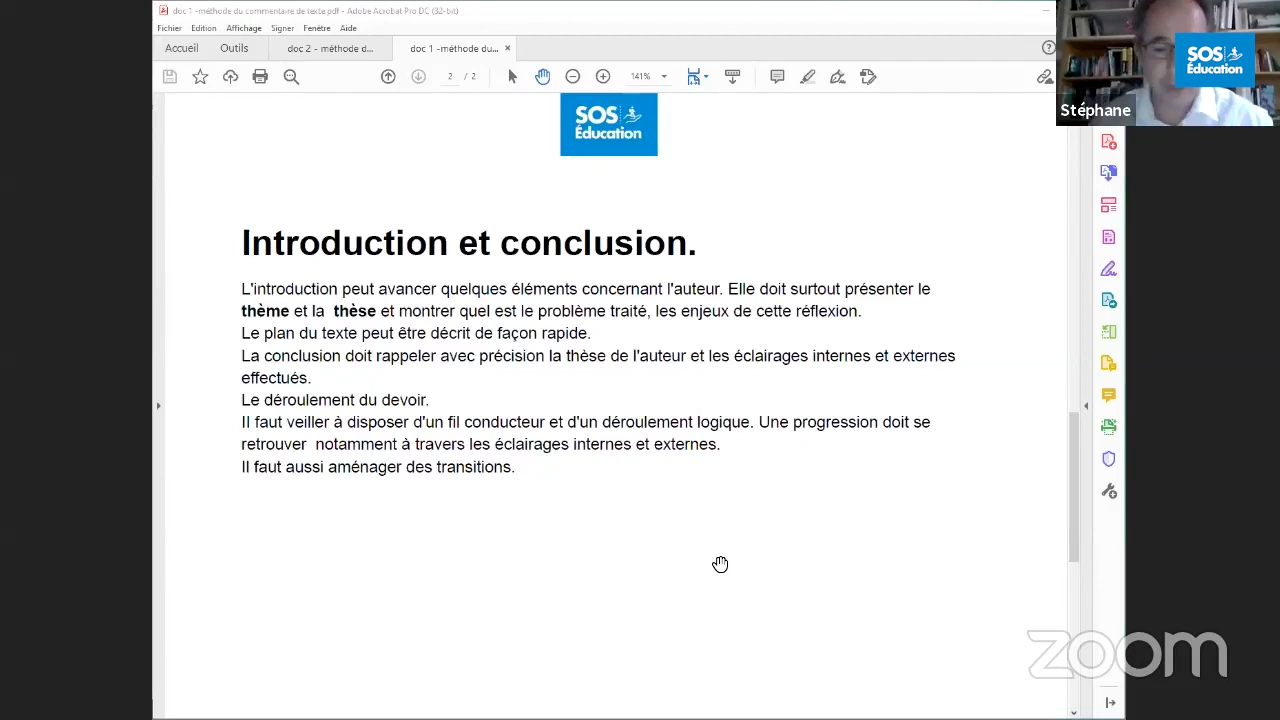 doc 1 -méthode du commentaire de texte.pdf - Adobe Acrobat Pro DC (32-bit)
Fichier Edition Affichage Signer Fenêtre Aide
Accueil Outils doc 2 - méthode d... doc 1 -méthode du... ×
2 / 2 141%
SOS
Éducation
Stéphane
SOS
Éducation
Introduction et conclusion.
L'introduction peut avancer quelques éléments concernant l'auteur. Elle doit surtout présenter le
thème et la thèse et montrer quel est le problème traité, les enjeux de cette réflexion.
Le plan du texte peut être décrit de façon rapide.
La conclusion doit rappeler avec précision la thèse de l'auteur et les éclairages internes et externes
effectués.
Le déroulement du devoir.
Il faut veiller à disposer d'un fil conducteur et d'un déroulement logique. Une progression doit se
retrouver notamment à travers les éclairages internes et externes.
Il faut aussi aménager des transitions.
zoom